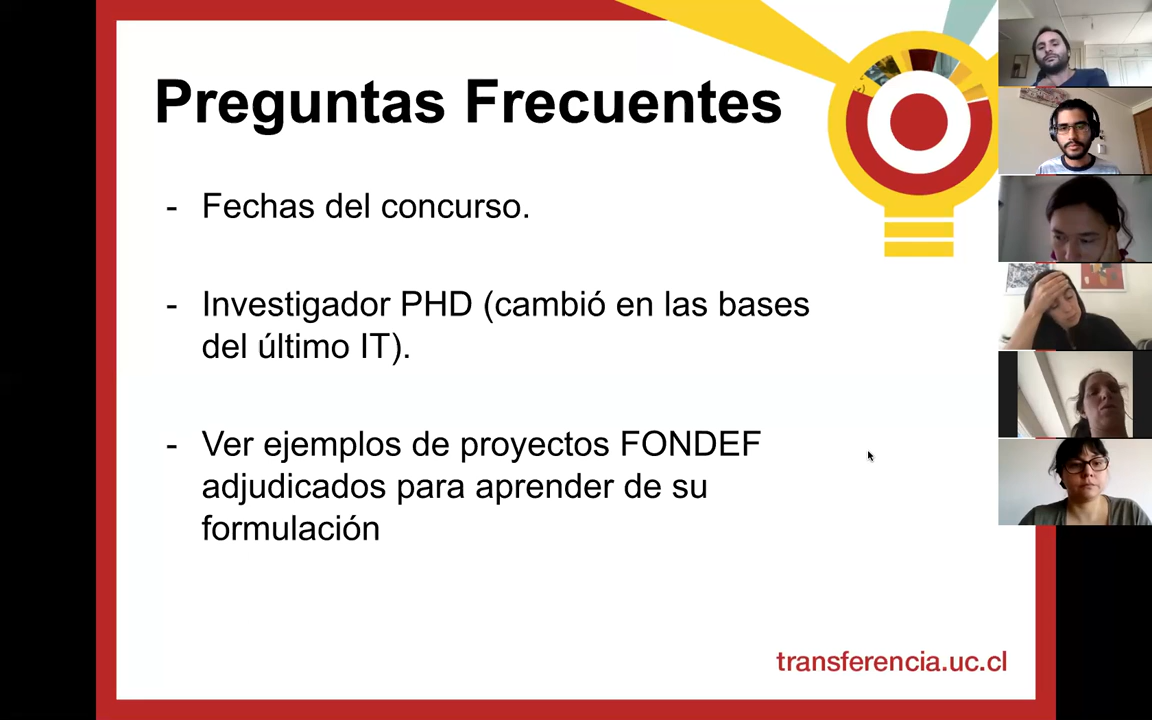 Preguntas Frecuentes
- Fechas del concurso.
- Investigador PHD (cambió en las bases
del último IT).
- Ver ejemplos de proyectos FONDEF
adjudicados para aprender de su
formulación
transferencia.uc.cl